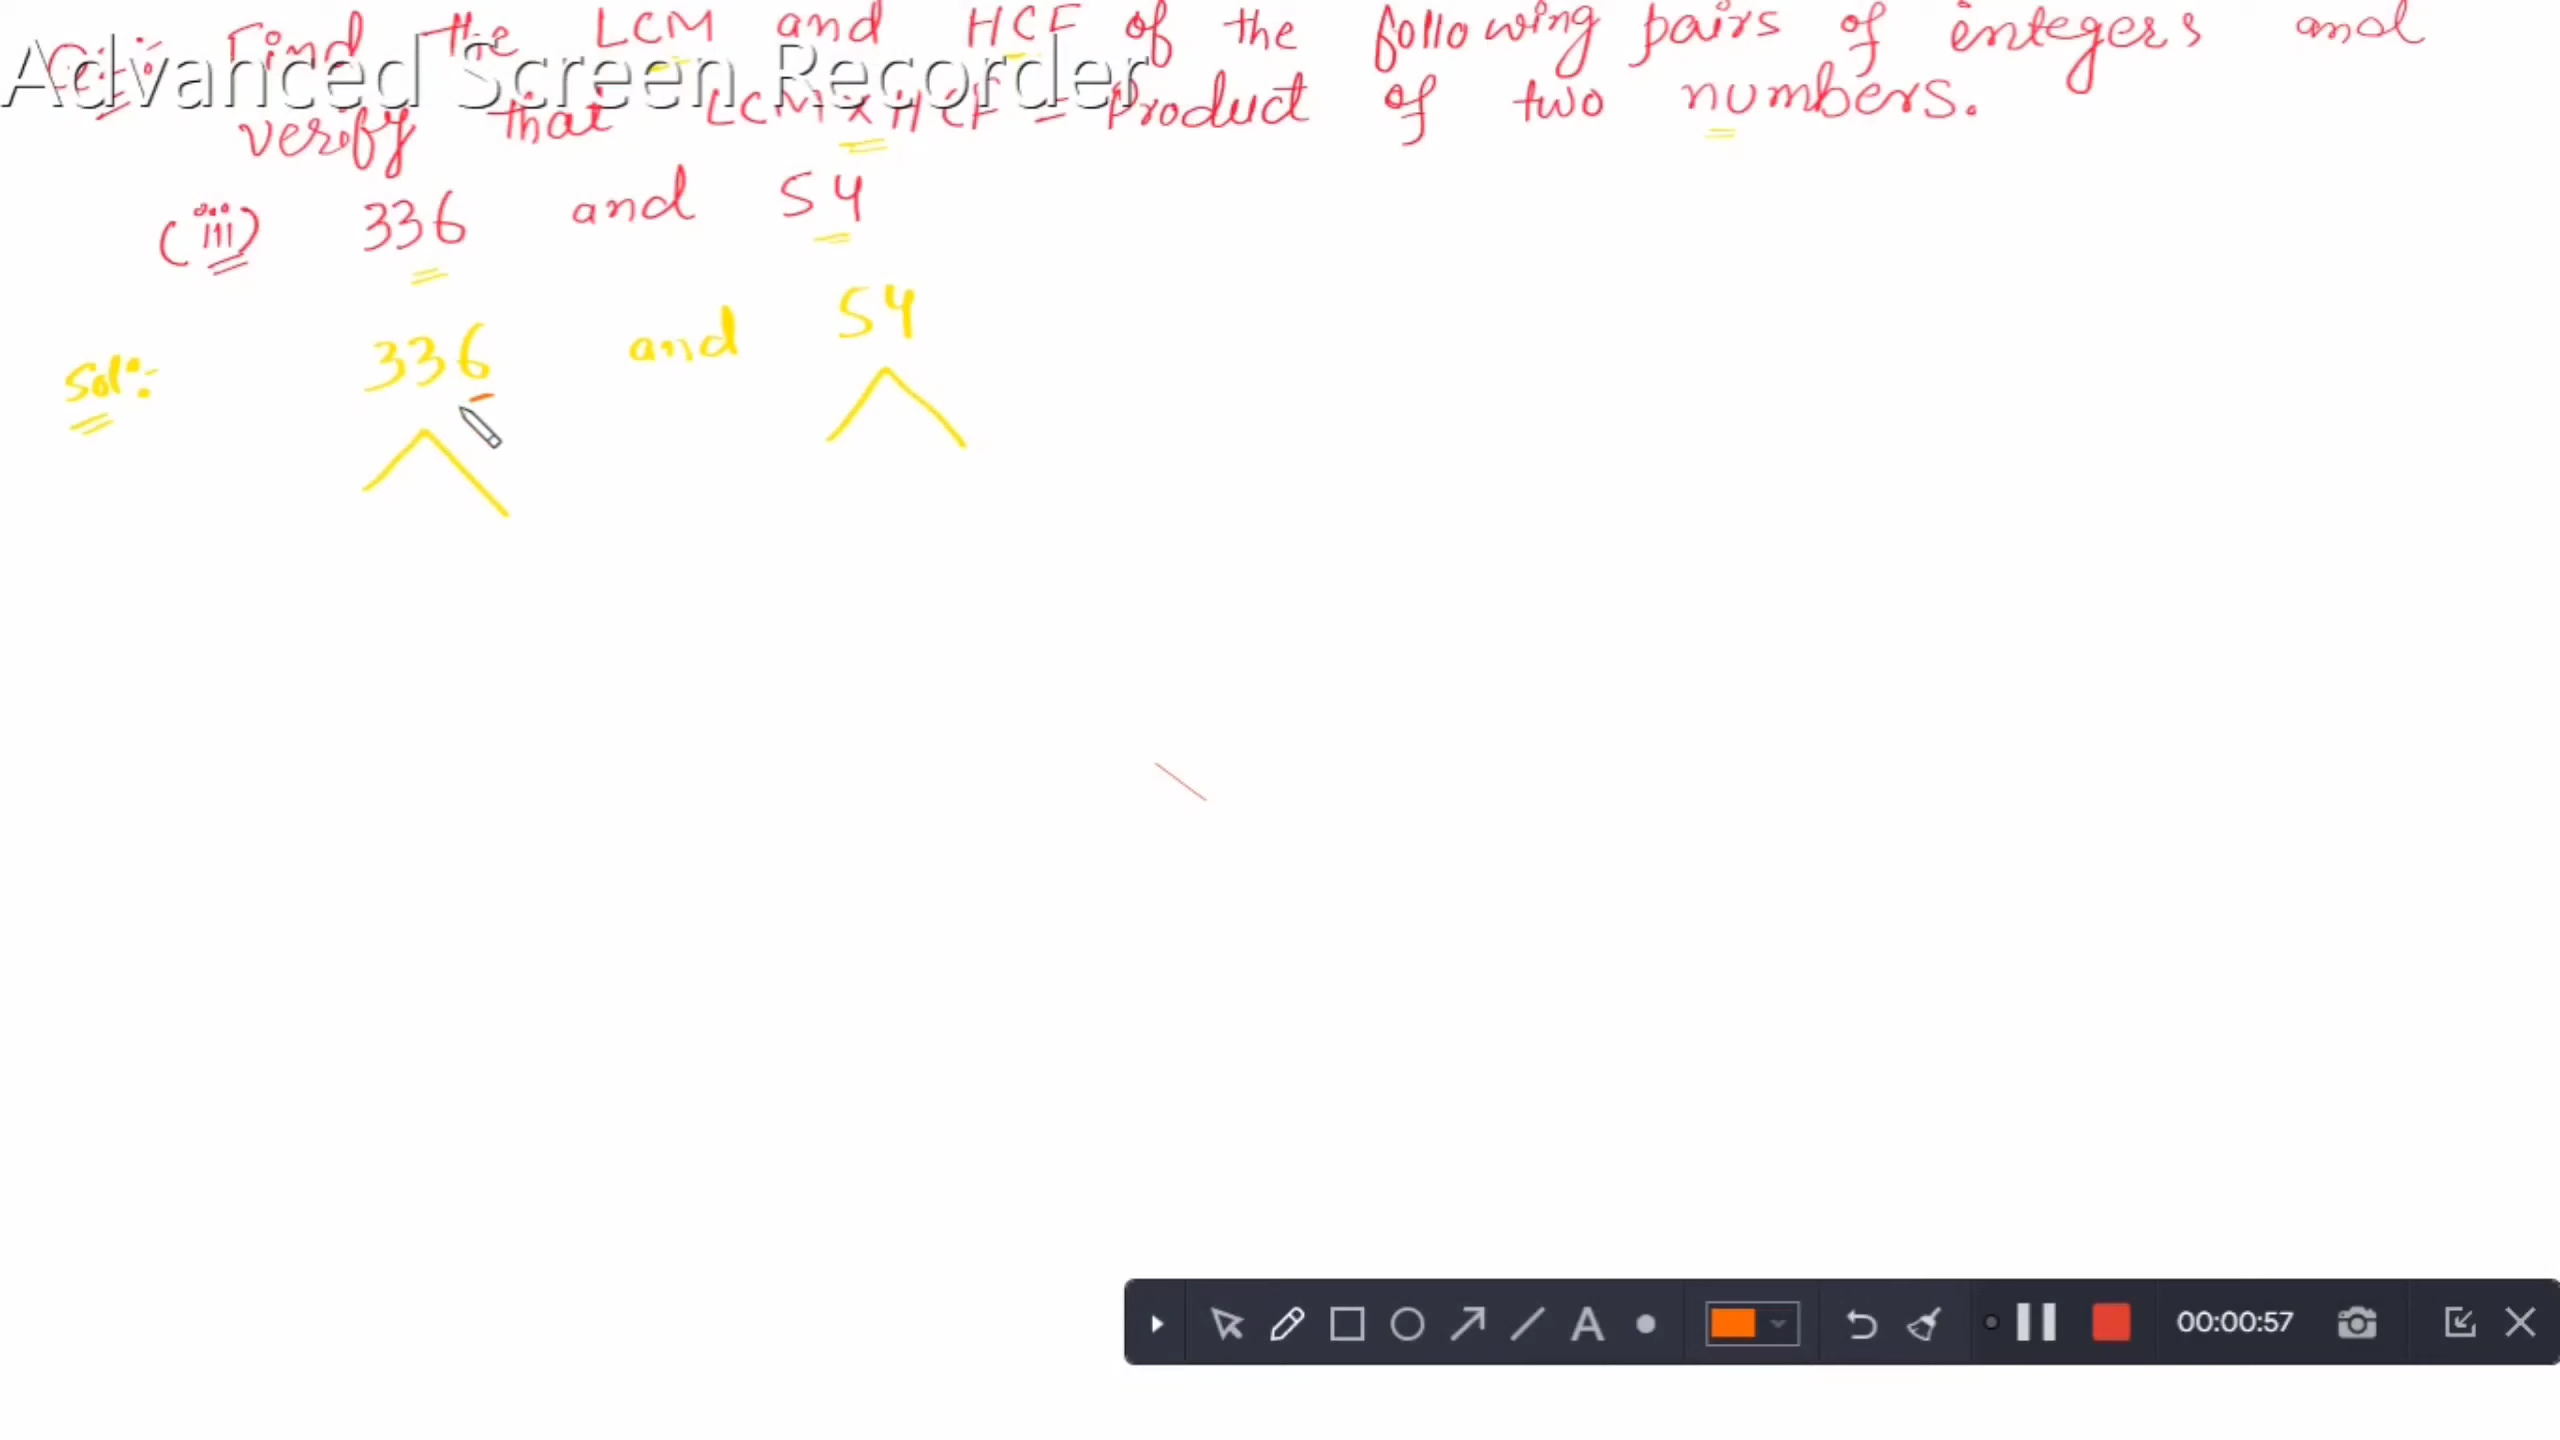 Find the LCM and HCF of the following pairs of integers and
Advanced Screen Recorder
verify that LCM x HCF = Product of two numbers.
(iii) 336 and 54
Solⁿ: 336 and 54
00:00:57